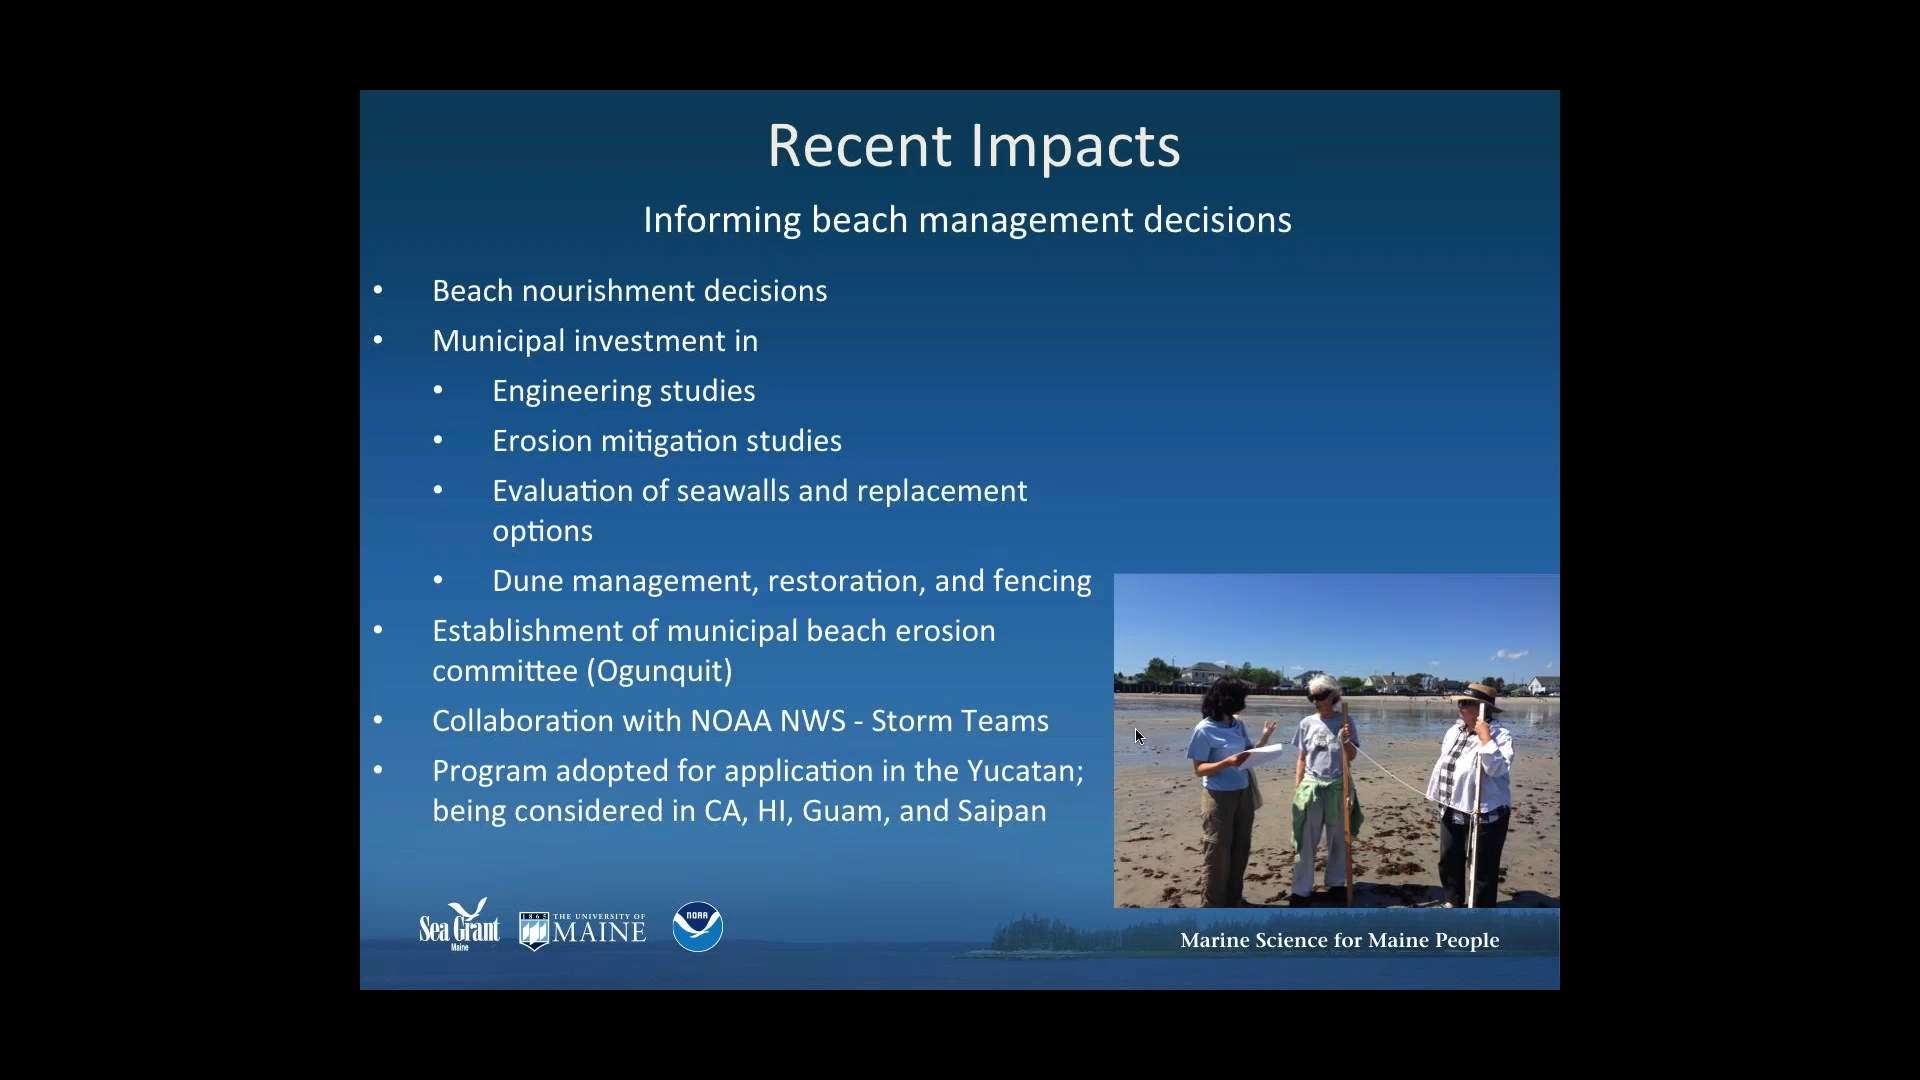 Recent Impacts
Informing beach management decisions
• Beach nourishment decisions
• Municipal investment in
• Engineering studies
• Erosion mitigation studies
• Evaluation of seawalls and replacement
options
• Dune management, restoration, and fencing
• Establishment of municipal beach erosion
committee (Ogunquit)
• Collaboration with NOAA NWS - Storm Teams
• Program adopted for application in the Yucatan;
being considered in CA, HI, Guam, and Saipan
Sea Grant
Maine
1865
THE UNIVERSITY OF
MAINE
NOAA
Marine Science for Maine People